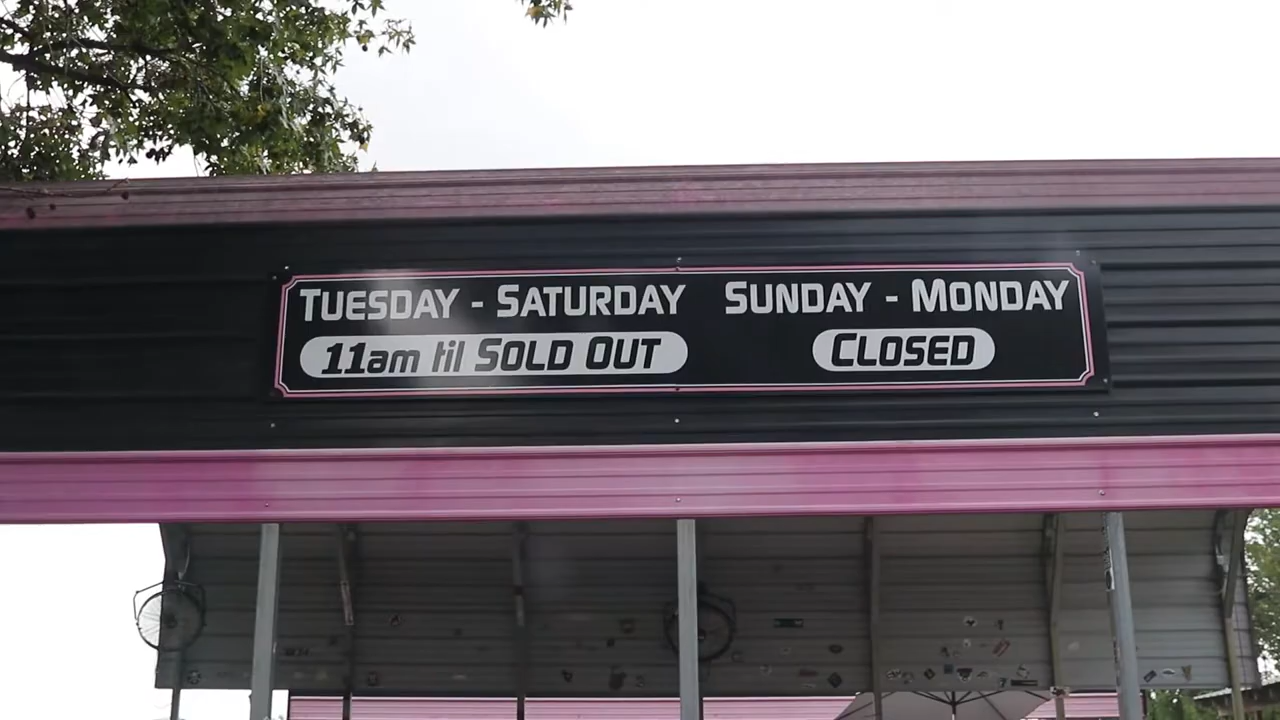 TUESDAY - SATURDAY
11am til SOLD OUT
SUNDAY - MONDAY
CLOSED